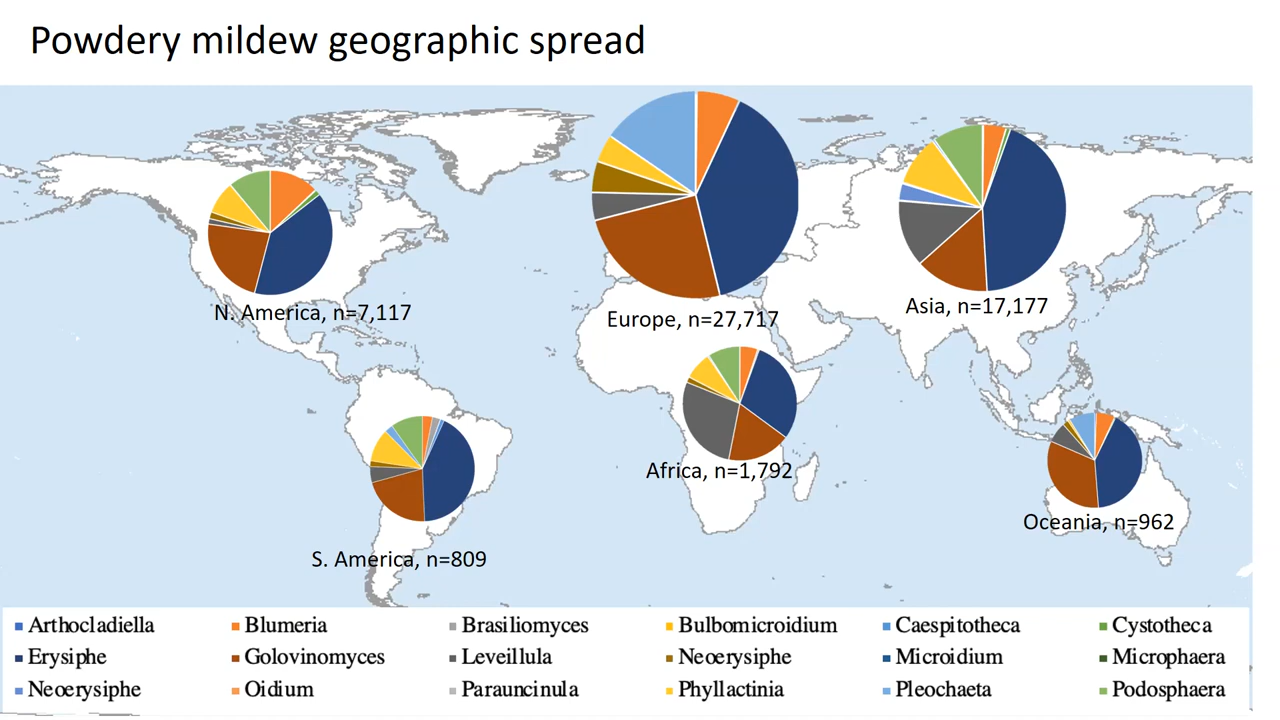 Powdery mildew geographic spread
N. America, n=7,117
Europe, n=27,717
Asia, n=17,177
Africa, n=1,792
Oceania, n=962
S. America, n=809
Arthocladiella Blumeria Brasiliomyces Bulbomicroidium Caespitotheca Cystotheca
Erysiphe Golovinomyces Leveillula Neoerysiphe Microidium Microphaera
Neoerysiphe Oidium Parauncinula Phyllactinia Pleochaeta Podosphaera